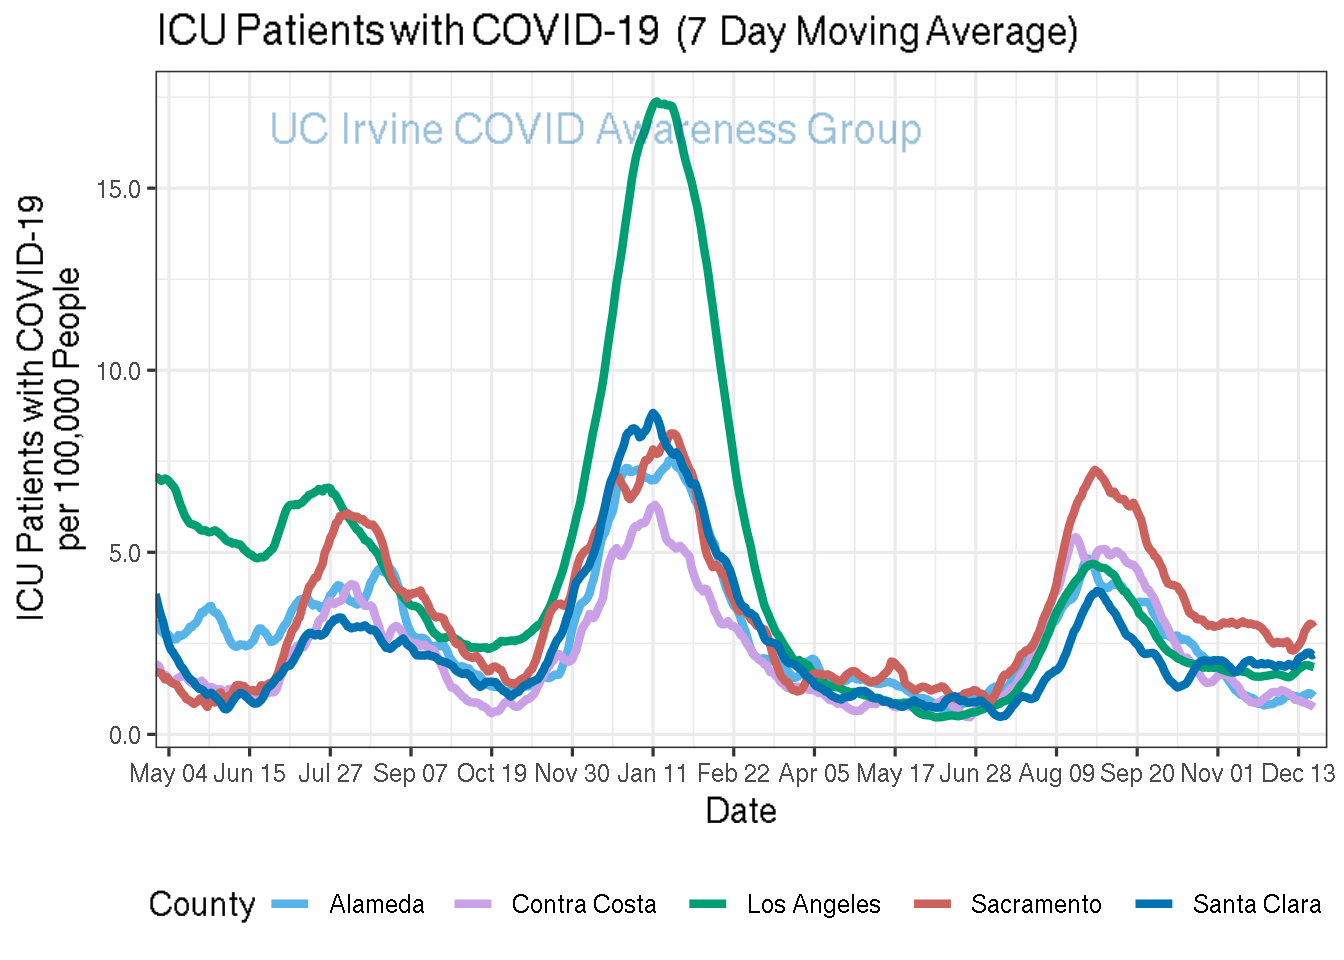 ICU Patients with COVID-19 (7 Day Moving Average)
UC Irvine COVID Awareness Group
ICU Patients with COVID-19
per 100,000 People
15.0
10.0
5.0
0.0
May 04 Jun 15 Jul 27 Sep 07 Oct 19 Nov 30 Jan 11 Feb 22 Apr 05 May 17 Jun 28 Aug 09 Sep 20 Nov 01 Dec 13
Date
County Alameda Contra Costa Los Angeles Sacramento Santa Clara